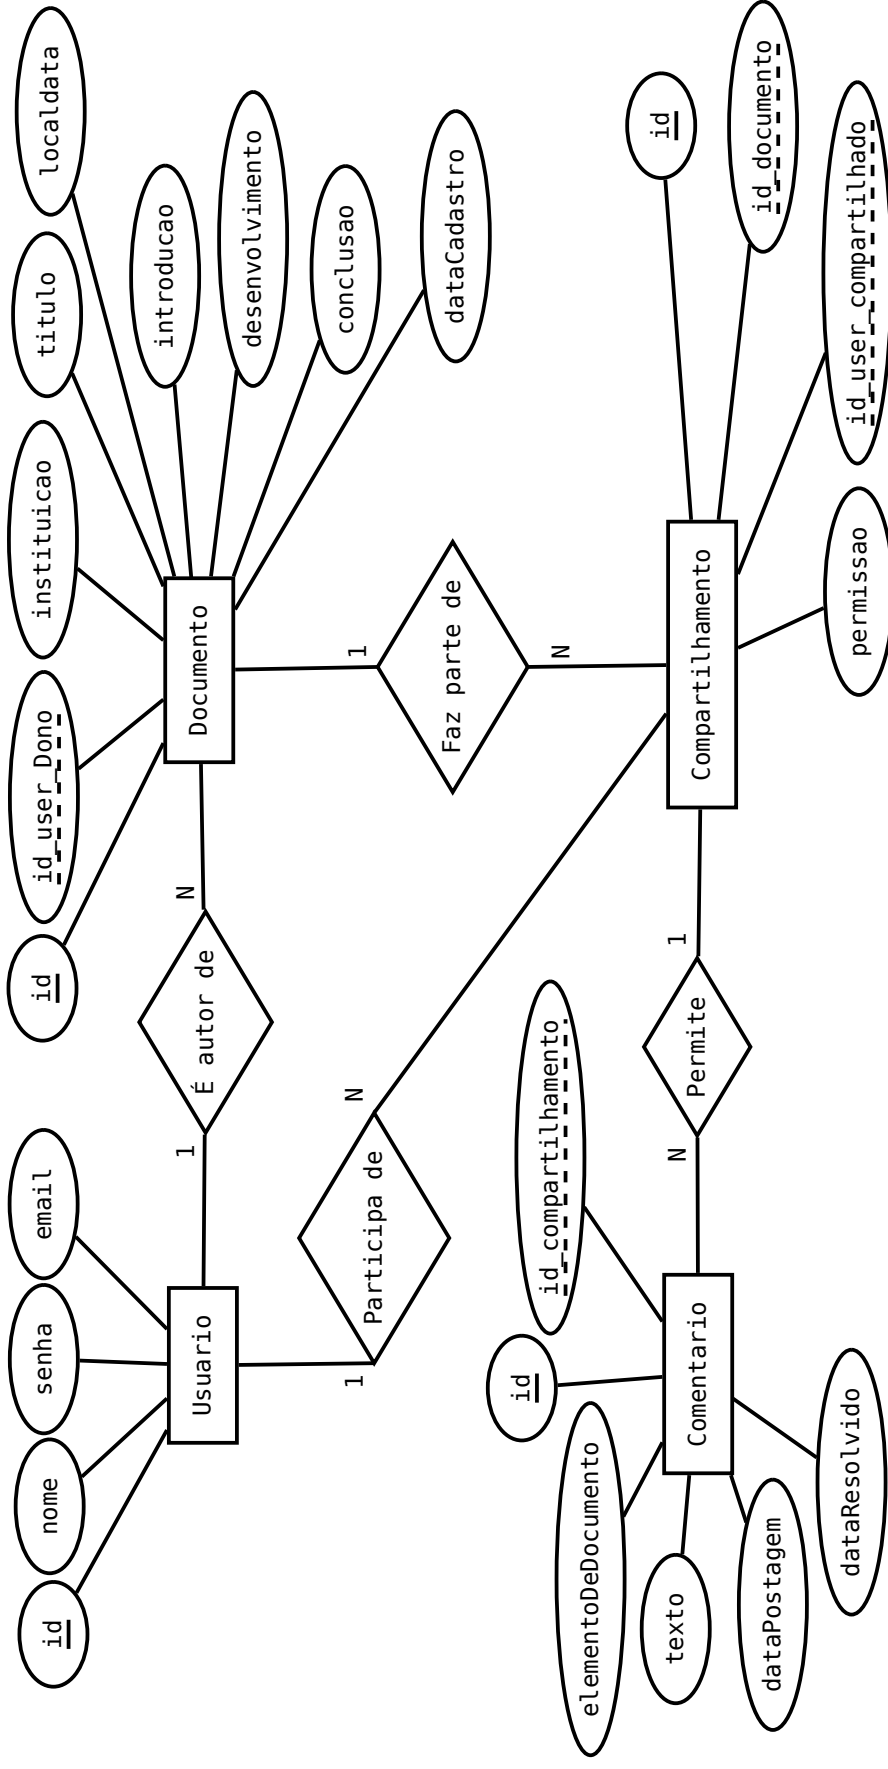 id
nome
senha
email
id
id_user_Dono
instituicao
titulo
localdata
introducao
desenvolvimento
conclusao
dataCadastro
Usuario
1
É autor de
N
Documento
1
Participa de
N
1
Faz parte de
N
id
id_compartilhamento
elementoDeDocumento
texto
dataPostagem
dataResolvido
Comentario
N
Permite
1
Compartilhamento
id
id_documento
id_user_compartilhado
permissao